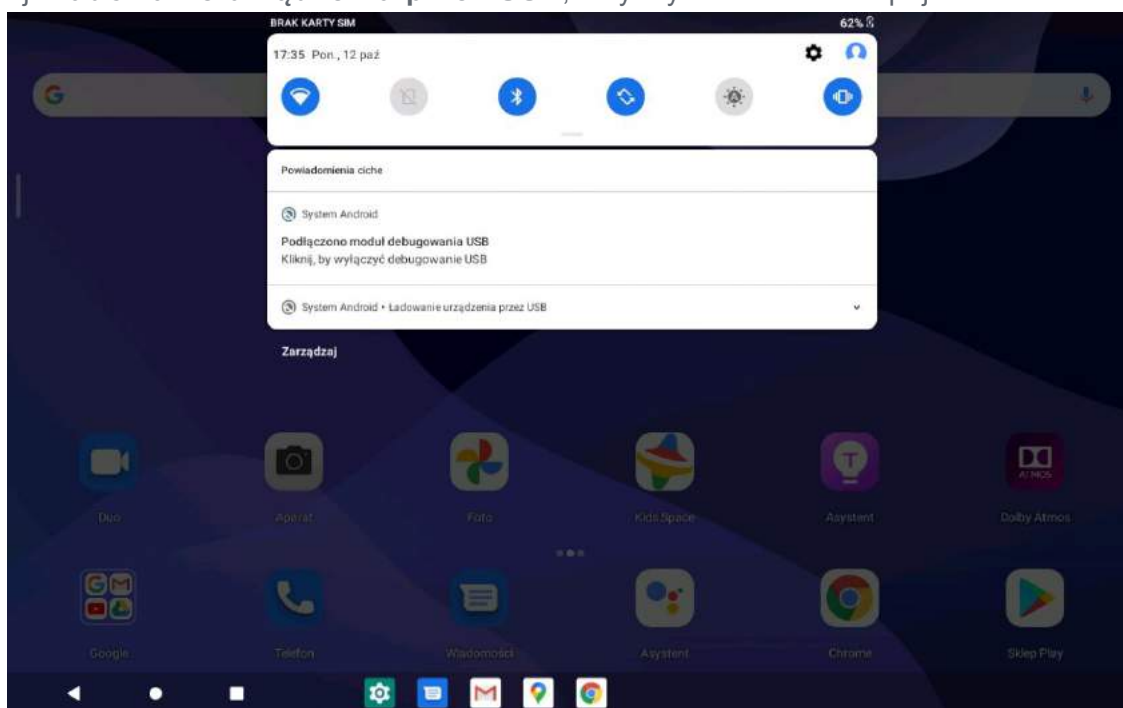 BRAK KARTY SIM
62%
17:35 Pon., 12 paź
Powiadomienia ciche
System Android
Podłączono moduł debugowania USB
Kliknij, by wyłączyć debugowanie USB
System Android • Ładowanie urządzenia przez USB
Zarządzaj
ATMOS
Duo
Aparat
Foto
Kids Space
Asystent
Dolby Atmos
Google
Telefon
Wiadomości
Asystent
Chrome
Sklep Play